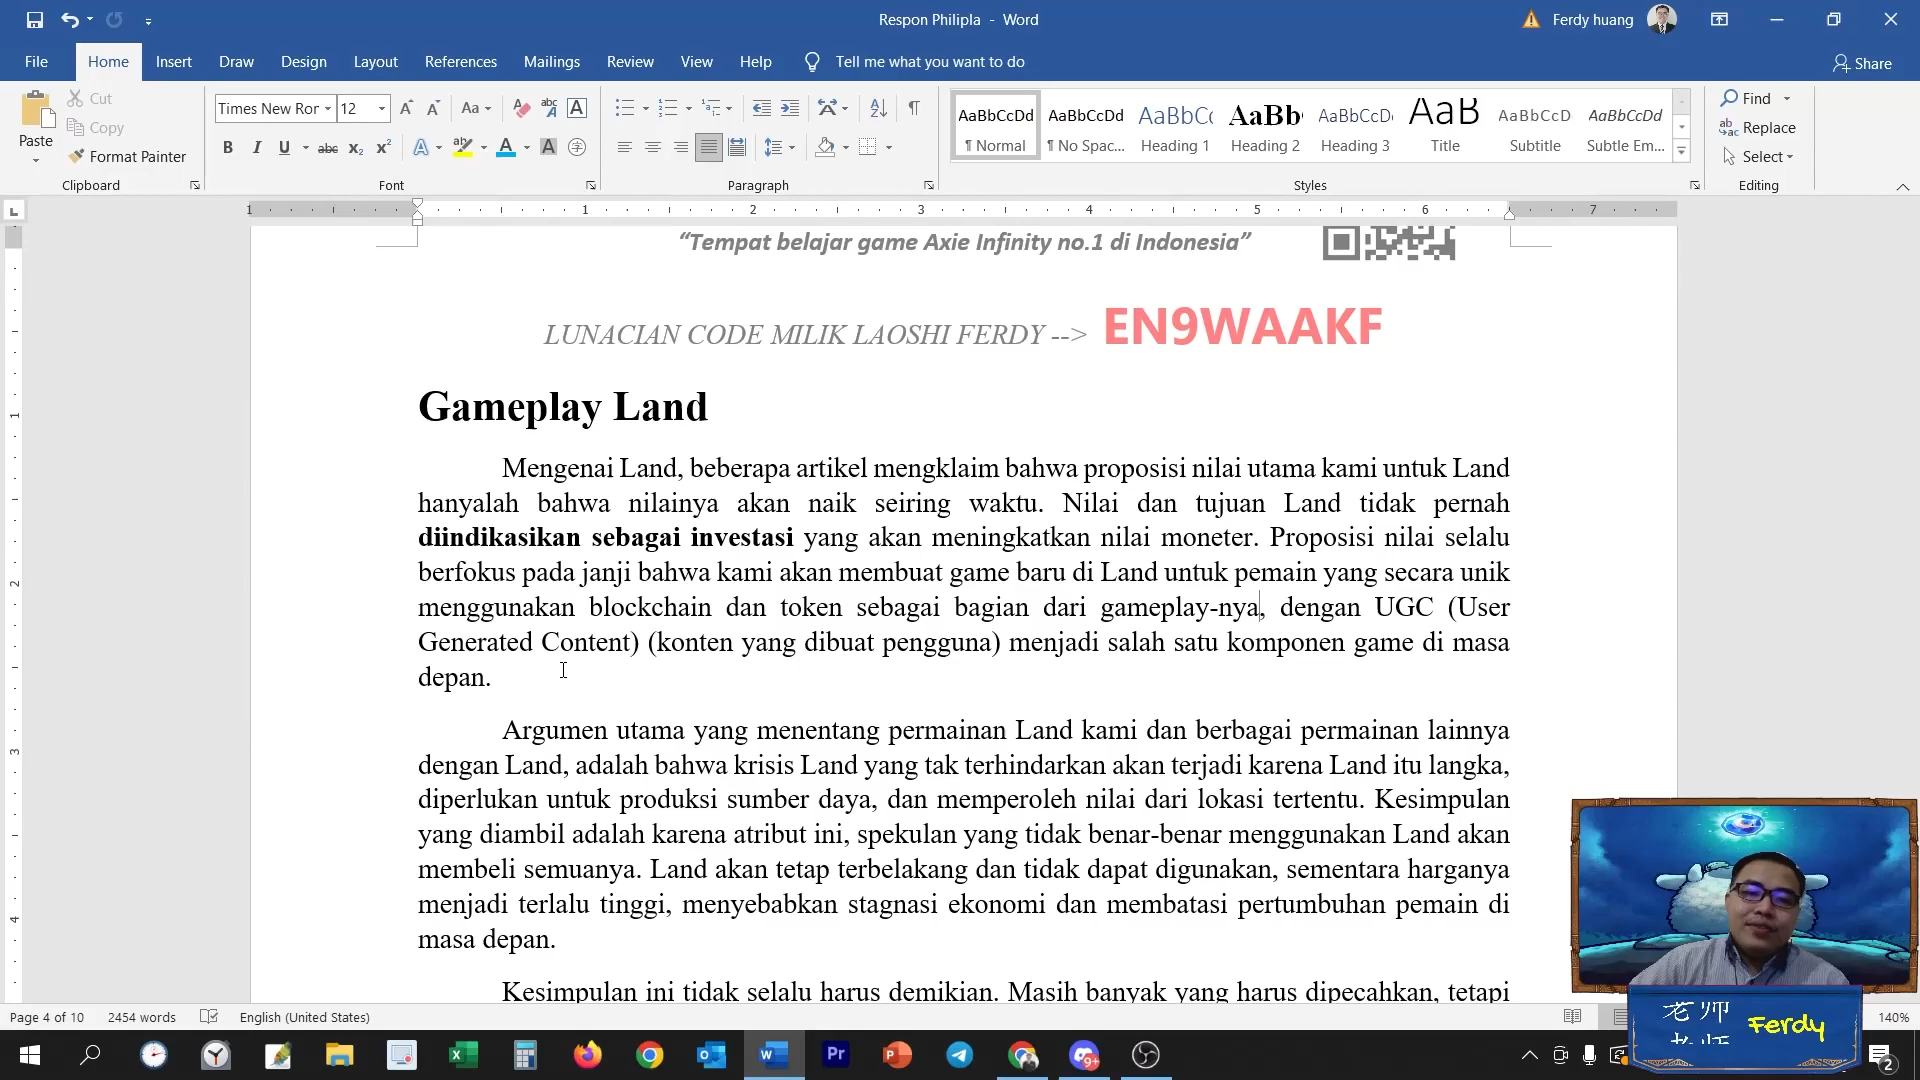 Respon Philipla - Word
Ferdy huang
File Home Insert Draw Design Layout References Mailings Review View Help Tell me what you want to do
Share
Paste
Cut
Copy
Format Painter
Clipboard
Times New Ror 12
Font
Paragraph
AaBbCcDd AaBbCcDd AaBbCc AaBb AaBbCcD AaB AaBbCcD AaBbCcDd
¶ Normal ¶ No Spac... Heading 1 Heading 2 Heading 3 Title Subtitle Subtle Em...
Styles
Find
Replace
Select
Editing
1 1 2 3 4 5 6 7
“Tempat belajar game Axie Infinity no.1 di Indonesia”
LUNACIAN CODE MILIK LAOSHI FERDY --> EN9WAAKF
Gameplay Land
Mengenai Land, beberapa artikel mengklaim bahwa proposisi nilai utama kami untuk Land
hanyalah bahwa nilainya akan naik seiring waktu. Nilai dan tujuan Land tidak pernah
diindikasikan sebagai investasi yang akan meningkatkan nilai moneter. Proposisi nilai selalu
berfokus pada janji bahwa kami akan membuat game baru di Land untuk pemain yang secara unik
menggunakan blockchain dan token sebagai bagian dari gameplay-nya, dengan UGC (User
Generated Content) (konten yang dibuat pengguna) menjadi salah satu komponen game di masa
depan.
Argumen utama yang menentang permainan Land kami dan berbagai permainan lainnya
dengan Land, adalah bahwa krisis Land yang tak terhindarkan akan terjadi karena Land itu langka,
diperlukan untuk produksi sumber daya, dan memperoleh nilai dari lokasi tertentu. Kesimpulan
yang diambil adalah karena atribut ini, spekulan yang tidak benar-benar menggunakan Land akan
membeli semuanya. Land akan tetap terbelakang dan tidak dapat digunakan, sementara harganya
menjadi terlalu tinggi, menyebabkan stagnasi ekonomi dan membatasi pertumbuhan pemain di
masa depan.
Kesimpulan ini tidak selalu harus demikian. Masih banyak yang harus dipecahkan, tetapi
老师 Ferdy
Page 4 of 10 2454 words English (United States) 140%
9+
2